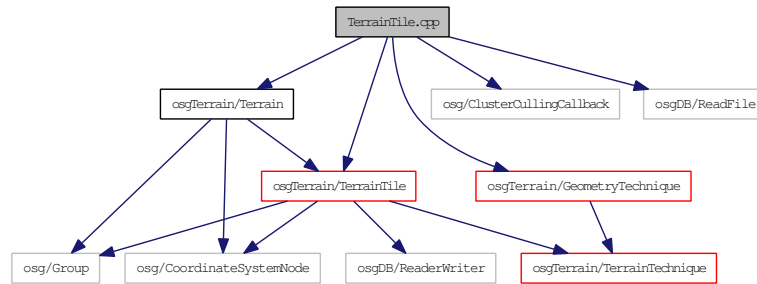 TerrainTile.cpp
osgTerrain/Terrain
osg/ClusterCullingCallback
osgDB/ReadFile
osgTerrain/TerrainTile
osgTerrain/GeometryTechnique
osg/Group
osg/CoordinateSystemNode
osgDB/ReaderWriter
osgTerrain/TerrainTechnique